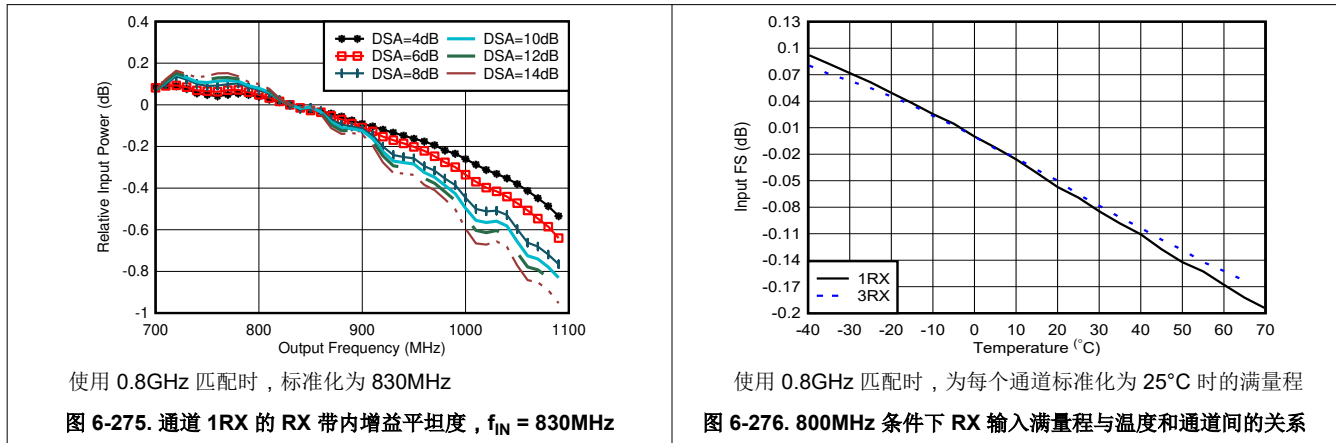 0.4
0.2
0
-0.2
-0.4
-0.6
-0.8
-1
Relative Input Power (dB)
DSA=4dB
DSA=6dB
DSA=8dB
DSA=10dB
DSA=12dB
DSA=14dB
700 800 900 1000 1100
Output Frequency (MHz)
使用 0.8GHz 匹配时，标准化为 830MHz
图 6-275. 通道 1RX 的 RX 带内增益平坦度，fIN = 830MHz
0.13
0.1
0.07
0.04
0.01
-0.02
-0.05
-0.08
-0.11
-0.14
-0.17
-0.2
Input FS (dB)
1RX
3RX
-40 -30 -20 -10 0 10 20 30 40 50 60 70
Temperature (°C)
使用 0.8GHz 匹配时，为每个通道标准化为 25°C 时的满量程
图 6-276. 800MHz 条件下 RX 输入满量程与温度和通道间的关系